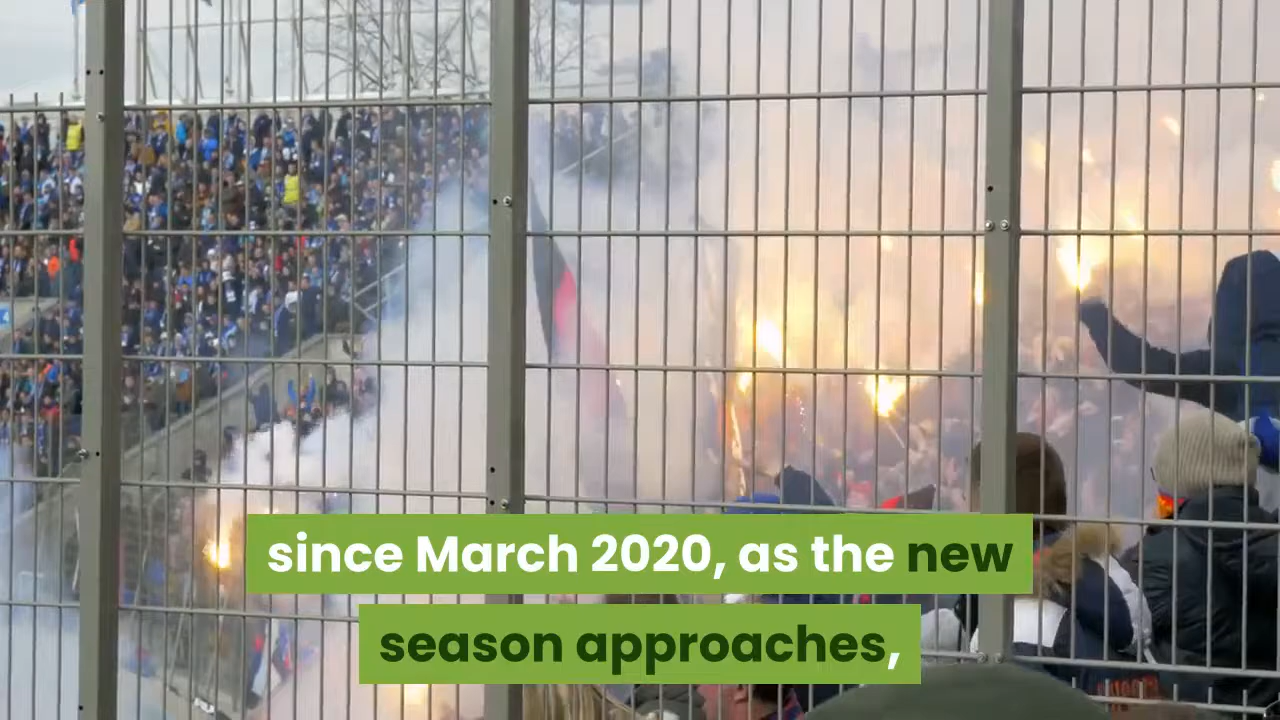 since March 2020, as the new
season approaches,